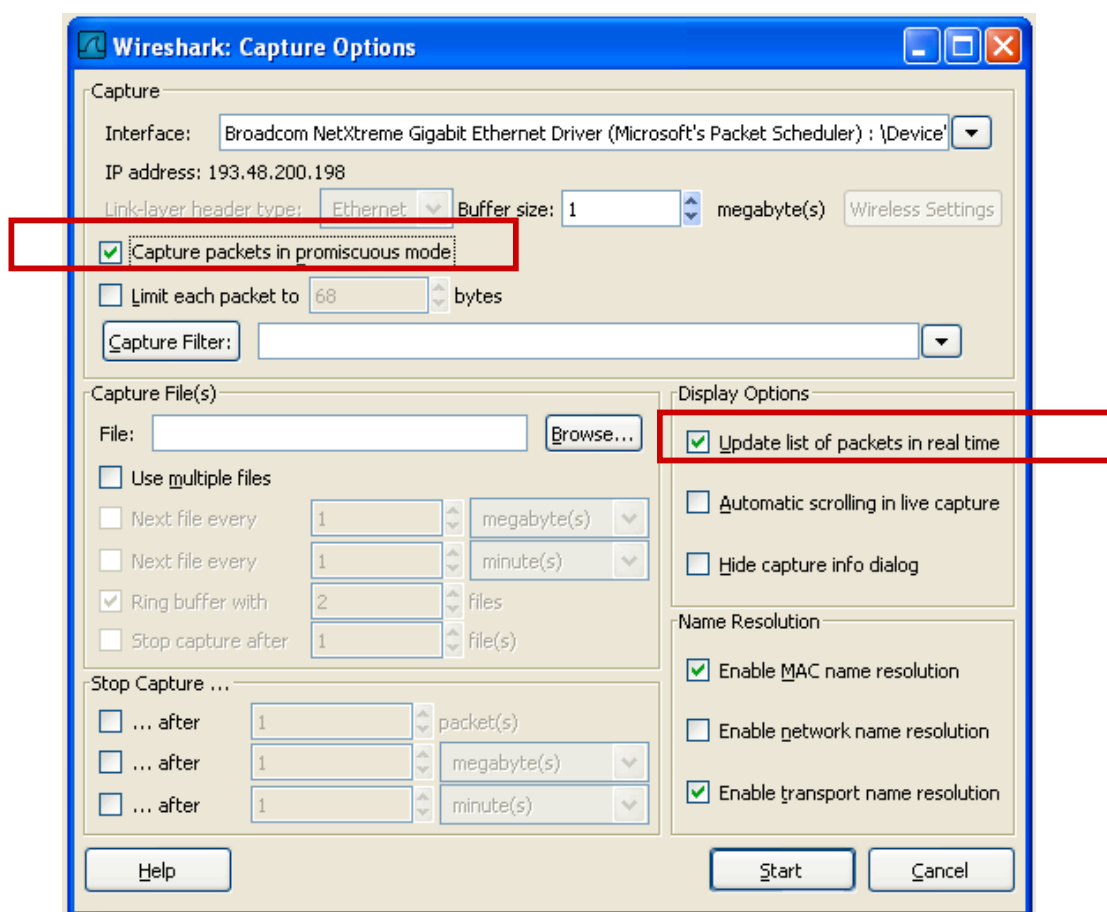 Wireshark: Capture Options
Capture
Interface: Broadcom NetXtreme Gigabit Ethernet Driver (Microsoft's Packet Scheduler) : \Device'
IP address: 193.48.200.198
Link-layer header type: Ethernet Buffer size: 1 megabyte(s) Wireless Settings
Capture packets in promiscuous mode
Limit each packet to 68 bytes
Capture Filter:
Capture File(s)
File: Browse...
Use multiple files
Next file every 1 megabyte(s)
Next file every 1 minute(s)
Ring buffer with 2 files
Stop capture after 1 file(s)
Stop Capture ...
... after 1 packet(s)
... after 1 megabyte(s)
... after 1 minute(s)
Display Options
Update list of packets in real time
Automatic scrolling in live capture
Hide capture info dialog
Name Resolution
Enable MAC name resolution
Enable network name resolution
Enable transport name resolution
Help Start Cancel